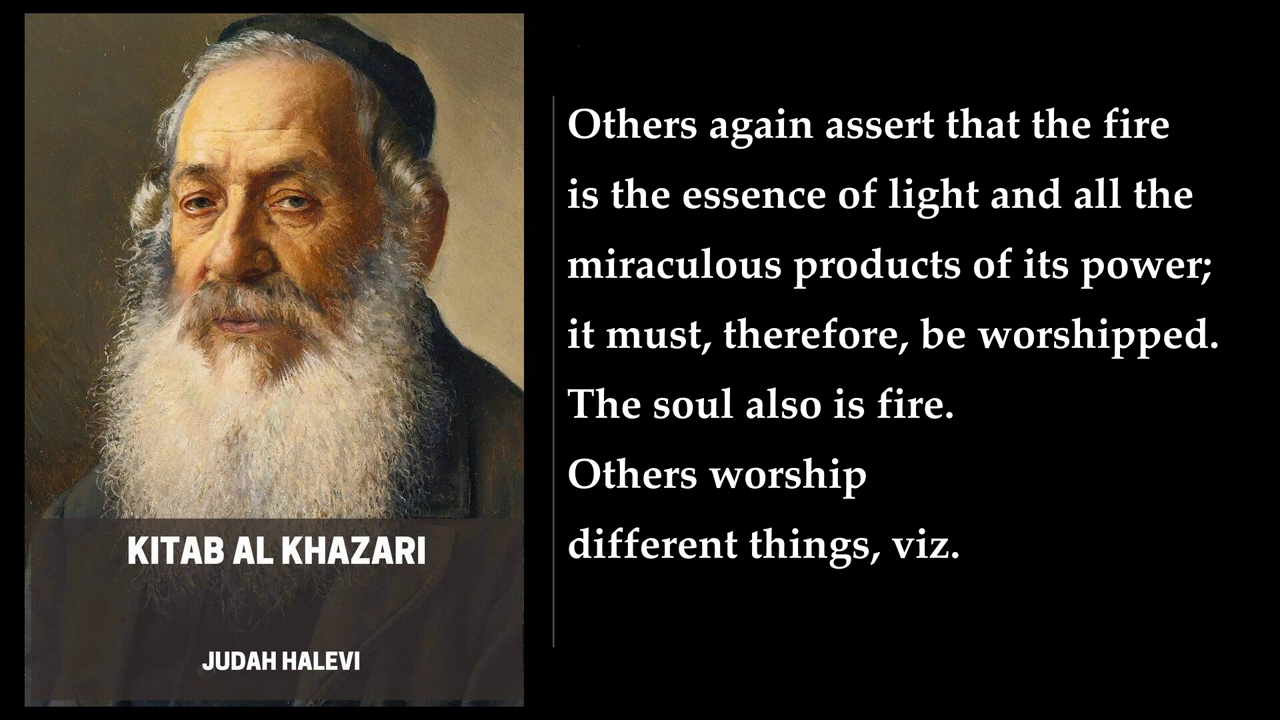 KITAB AL KHAZARI
JUDAH HALEVI
Others again assert that the fire
is the essence of light and all the
miraculous products of its power;
it must, therefore, be worshipped.
The soul also is fire.
Others worship
different things, viz.